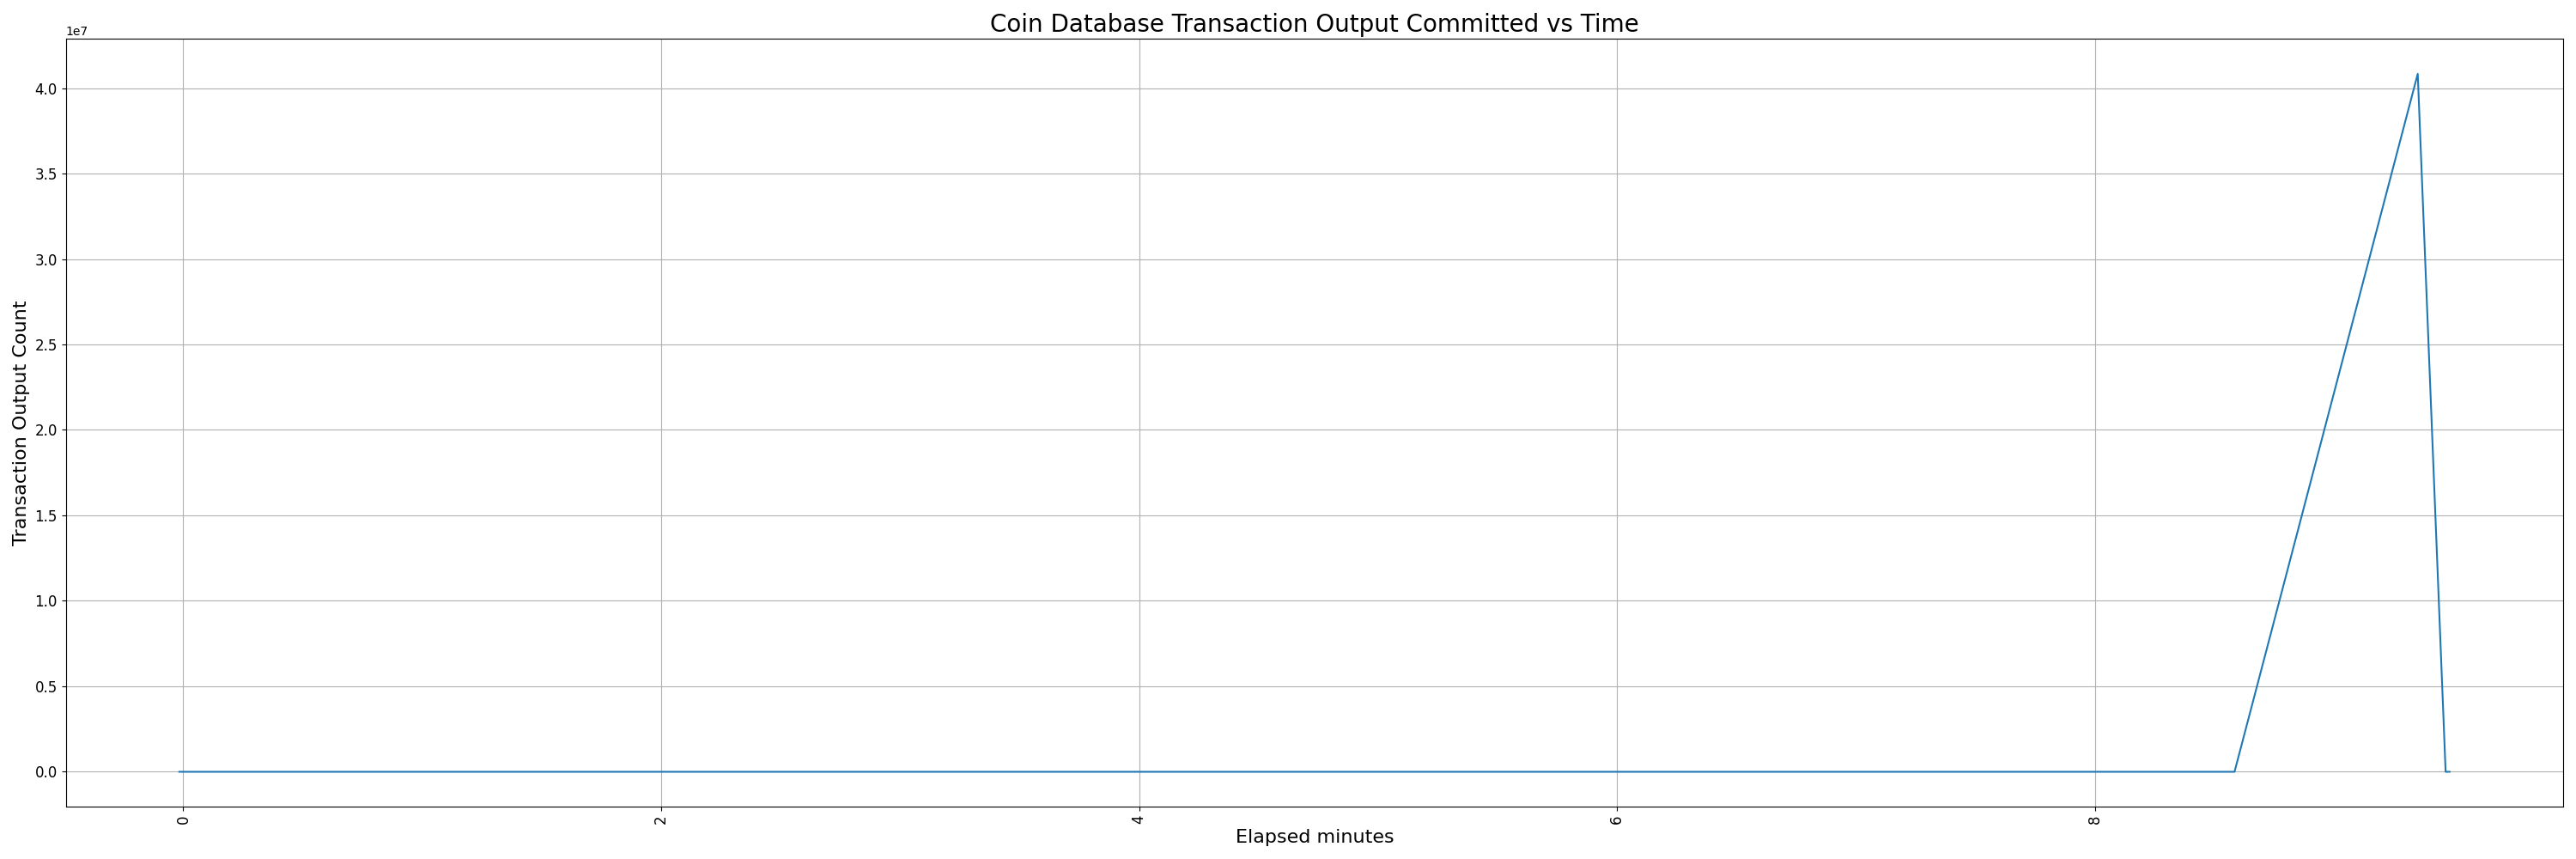 Coin Database Transaction Output Committed vs Time
1e7
4.0
3.5
3.0
2.5
2.0
1.5
1.0
0.5
0.0
Transaction Output Count
0 2 4 6 8
Elapsed minutes